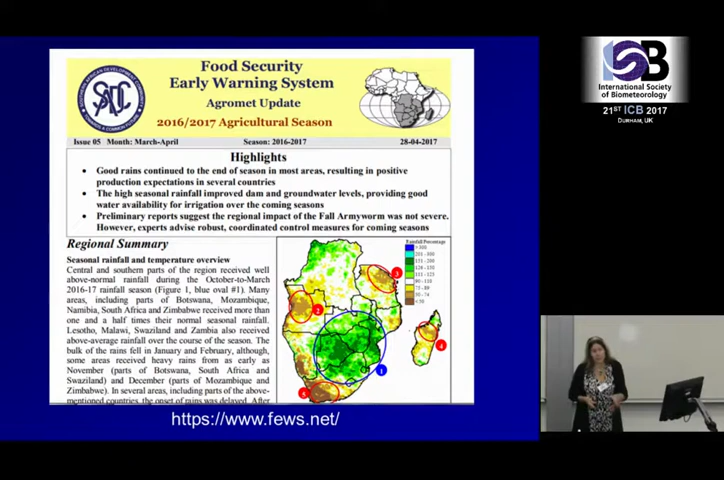 Food Security
Early Warning System
Agromet Update
2016/2017 Agricultural Season
SADC
Issue 05 Month: March-April Season: 2016-2017 28-04-2017
Highlights
• Good rains continued to the end of season in most areas, resulting in positive
production expectations in several countries
• The high seasonal rainfall improved dam and groundwater levels, providing good
water availability for irrigation over the coming seasons
• Preliminary reports suggest the regional impact of the Fall Armyworm was not severe.
However, experts advise robust, coordinated control measures for coming seasons
Regional Summary
Seasonal rainfall and temperature overview
Central and southern parts of the region received well
above-normal rainfall during the October-to-March
2016-17 rainfall season (Figure 1, blue oval #1). Many
areas, including parts of Botswana, Mozambique,
Namibia, South Africa and Zimbabwe received more
than one and a half times their normal seasonal rainfall.
Lesotho, Malawi, Swaziland and Zambia also received
above-average rainfall over the course of the season. The
bulk of the rains fell in January and February, although,
some areas received heavy rains from as early as
November (parts of Botswana, South Africa and
Swaziland) and December (parts of Mozambique and
Zimbabwe). In several areas, including parts of the above-
mentioned countries, the onset of rains was delayed. After
Rainfall Percentage
3
2
4
1
5
https://www.fews.net/
ISB
International Society
of Biometeorology
21ST ICB 2017
DURHAM, UK